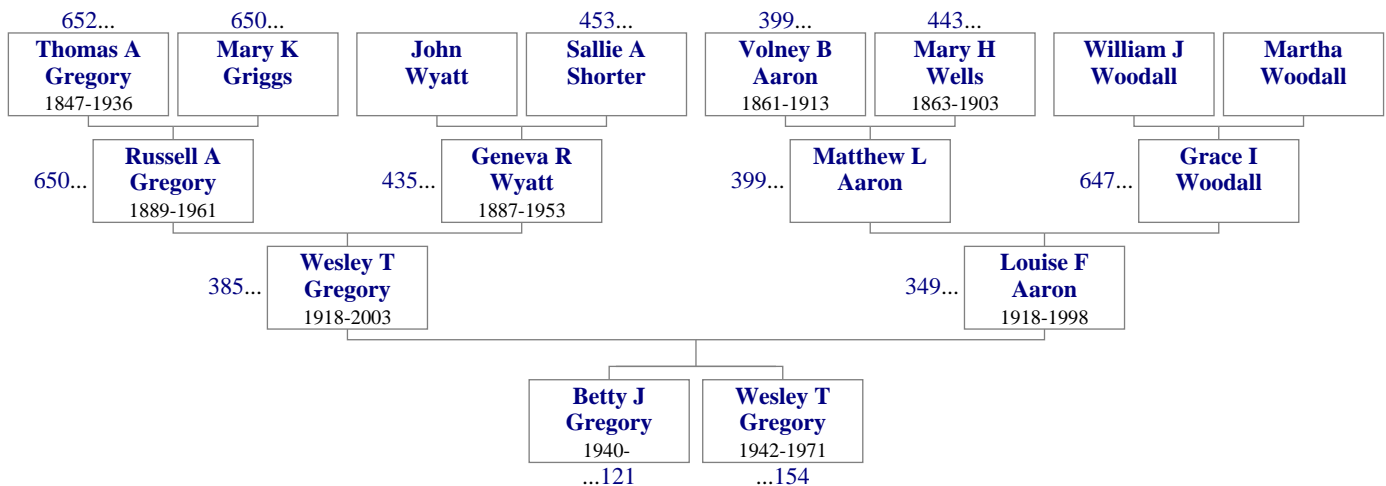 652...
650...
453...
399...
443...
Thomas A
Gregory
1847-1936
Mary K
Griggs
John
Wyatt
Sallie A
Shorter
Volney B
Aaron
1861-1913
Mary H
Wells
1863-1903
William J
Woodall
Martha
Woodall
650...
Russell A
Gregory
1889-1961
435...
Geneva R
Wyatt
1887-1953
399...
Matthew L
Aaron
647...
Grace I
Woodall
385...
Wesley T
Gregory
1918-2003
349...
Louise F
Aaron
1918-1998
Betty J
Gregory
1940-
...121
Wesley T
Gregory
1942-1971
...154